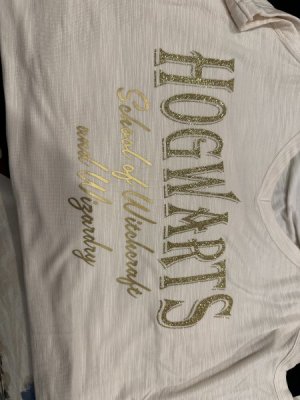 HOGWARTS
School of Witchcraft
and Wizardry